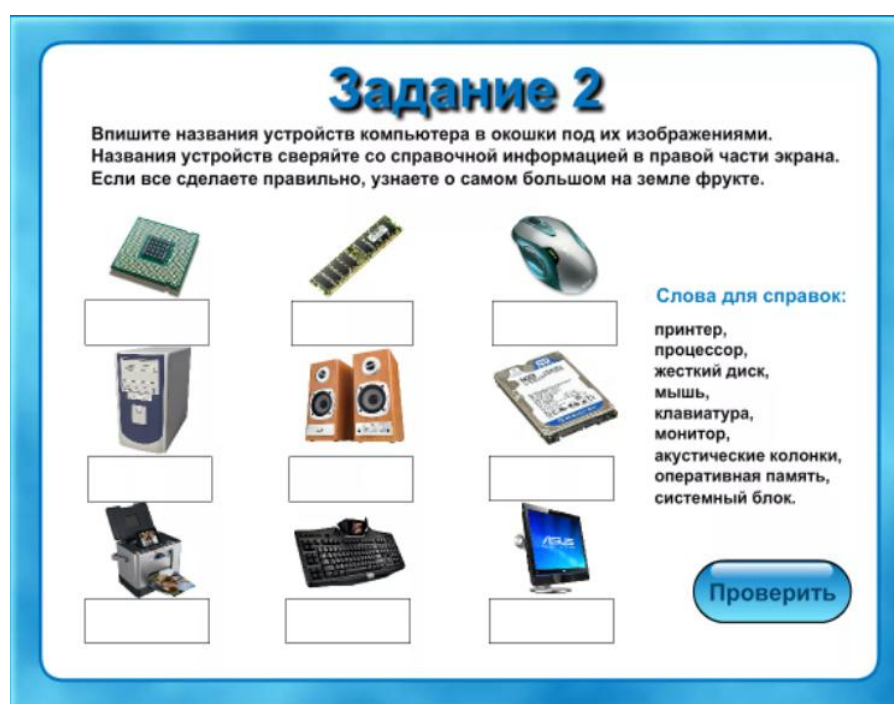 Задание 2
Впишите названия устройств компьютера в окошки под их изображениями.
Названия устройств сверяйте со справочной информацией в правой части экрана.
Если все сделаете правильно, узнаете о самом большом на земле фрукте.
Слова для справок:
принтер,
процессор,
жесткий диск,
мышь,
клавиатура,
монитор,
акустические колонки,
оперативная память,
системный блок.
WD
ASUS
Проверить